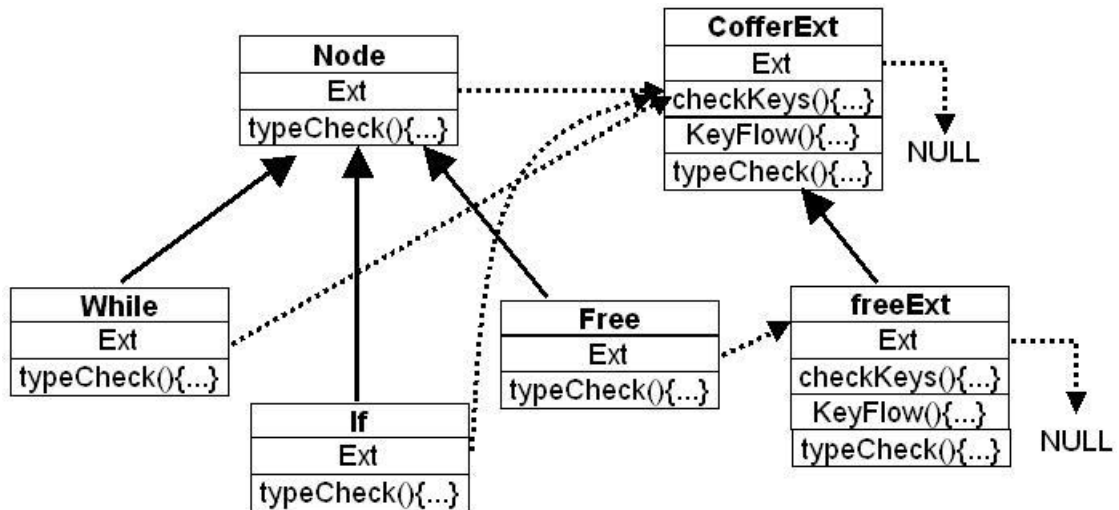 Node
Ext
typeCheck(){...}
CofferExt
Ext
checkKeys(){...}
KeyFlow(){...}
typeCheck(){...}
NULL
While
Ext
typeCheck(){...}
If
Ext
typeCheck(){...}
Free
Ext
typeCheck(){...}
freeExt
Ext
checkKeys(){...}
KeyFlow(){...}
typeCheck(){...}
NULL